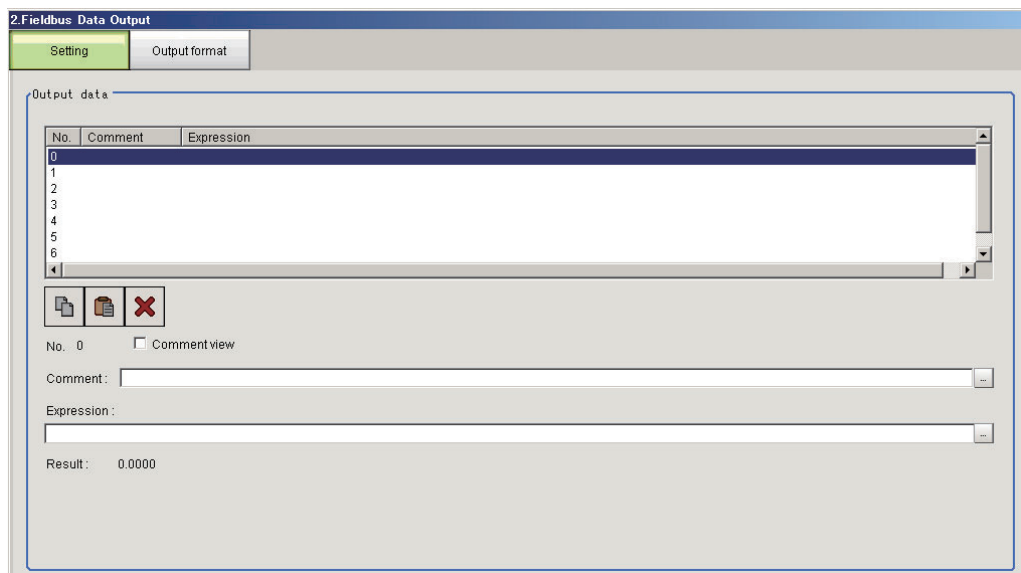 2.Fieldbus Data Output
Setting Output format
Output data
No. Comment Expression
0
1
2
3
4
5
6
No. 0 Comment view
Comment : ...
Expression :
...
Result : 0.0000